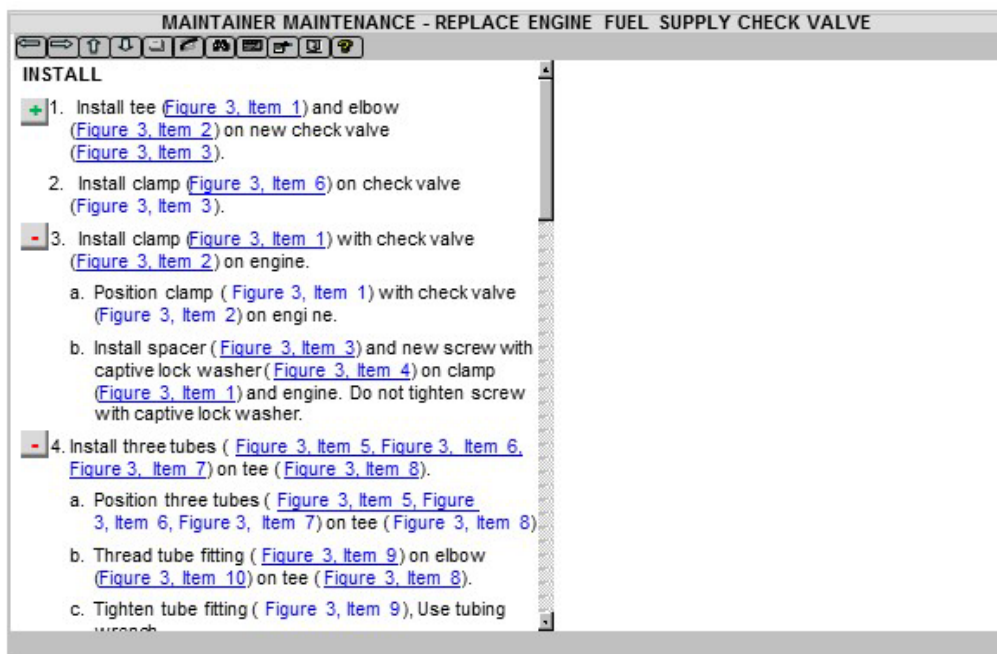 MAINTAINER MAINTENANCE - REPLACE ENGINE FUEL SUPPLY CHECK VALVE
INSTALL
+ 1. Install tee (Figure 3, Item 1) and elbow
(Figure 3, Item 2) on new check valve
(Figure 3, Item 3).
2. Install clamp (Figure 3, Item 6) on check valve
(Figure 3, Item 3).
- 3. Install clamp (Figure 3, Item 1) with check valve
(Figure 3, Item 2) on engine.
a. Position clamp ( Figure 3, Item 1) with check valve
(Figure 3, Item 2) on engi ne.
b. Install spacer ( Figure 3, Item 3) and new screw with
captive lock washer ( Figure 3, Item 4) on clamp
(Figure 3, Item 1) and engine. Do not tighten screw
with captive lock washer.
- 4. Install three tubes ( Figure 3, Item 5, Figure 3, Item 6,
Figure 3, Item 7) on tee ( Figure 3, Item 8).
a. Position three tubes ( Figure 3, Item 5, Figure
3, Item 6, Figure 3, Item 7) on tee ( Figure 3, Item 8)
b. Thread tube fitting ( Figure 3, Item 9) on elbow
(Figure 3, Item 10) on tee ( Figure 3, Item 8).
c. Tighten tube fitting ( Figure 3, Item 9), Use tubing